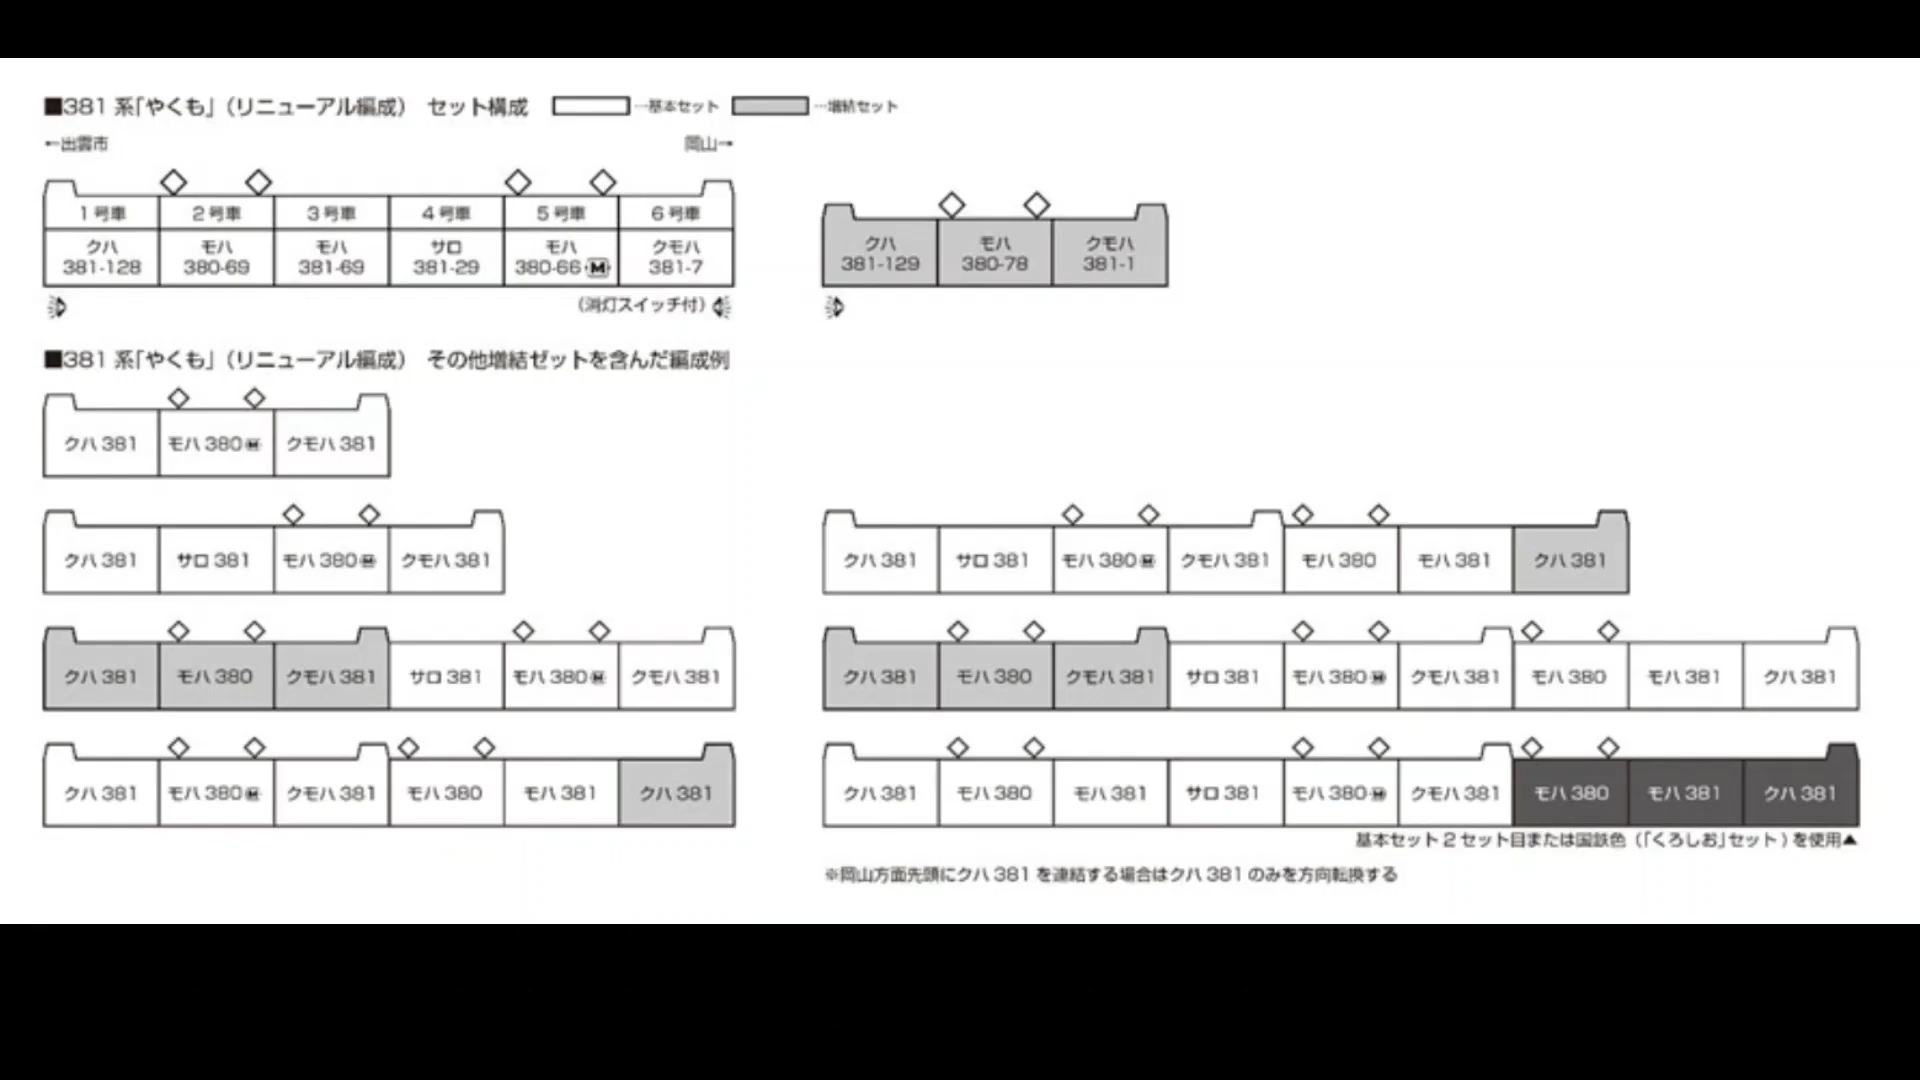 ■381系「やくも」（リニューアル編成） セット構成 …基本セット …増結セット
←出雲市 岡山→
1号車 2号車 3号車 4号車 5号車 6号車
クハ モハ モハ サロ モハ クモハ
381-128 380-69 381-69 381-29 380-66 M 381-7
クハ モハ クモハ
381-129 380-78 381-1
（消灯スイッチ付）
■381系「やくも」（リニューアル編成） その他増結ゼットを含んだ編成例
クハ381 モハ380 M クモハ381
クハ381 サロ381 モハ380 M クモハ381
クハ381 サロ381 モハ380 M クモハ381 モハ380 モハ381 クハ381
クハ381 モハ380 クモハ381 サロ381 モハ380 M クモハ381
クハ381 モハ380 クモハ381 サロ381 モハ380 M クモハ381 モハ380 モハ381 クハ381
クハ381 モハ380 M クモハ381 モハ380 モハ381 クハ381
クハ381 モハ380 モハ381 サロ381 モハ380 M クモハ381 モハ380 モハ381 クハ381
基本セット2セット目または国鉄色（「くろしお」セット）を使用▲
※岡山方面先頭にクハ381を連結する場合はクハ381のみを方向転換する